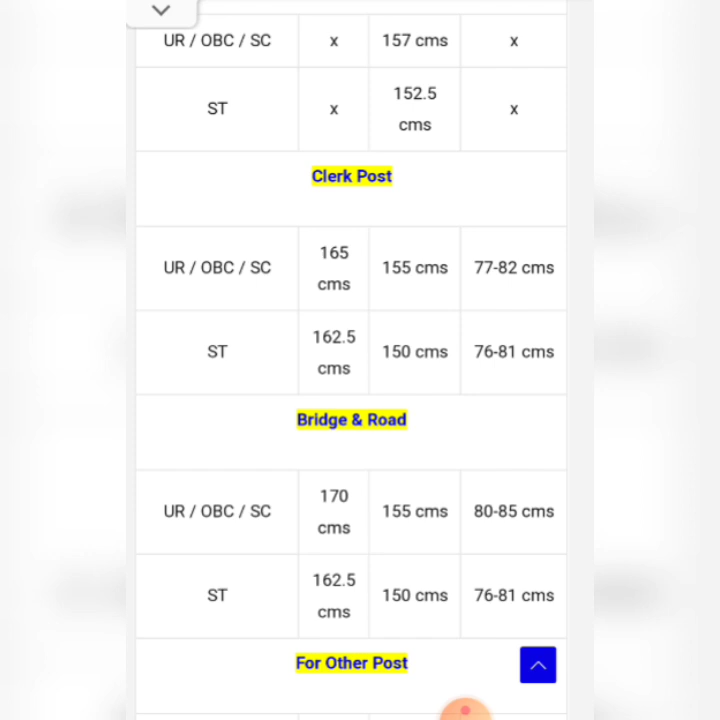 UR / OBC / SC x 157 cms x
ST x 152.5 cms x
Clerk Post
UR / OBC / SC 165 cms 155 cms 77-82 cms
ST 162.5 cms 150 cms 76-81 cms
Bridge & Road
UR / OBC / SC 170 cms 155 cms 80-85 cms
ST 162.5 cms 150 cms 76-81 cms
For Other Post